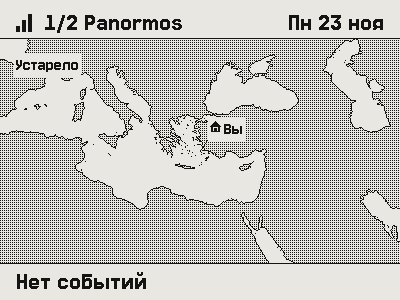 1/2 Panormos
Пн 23 ноя
Устарело
Вы
Нет событий